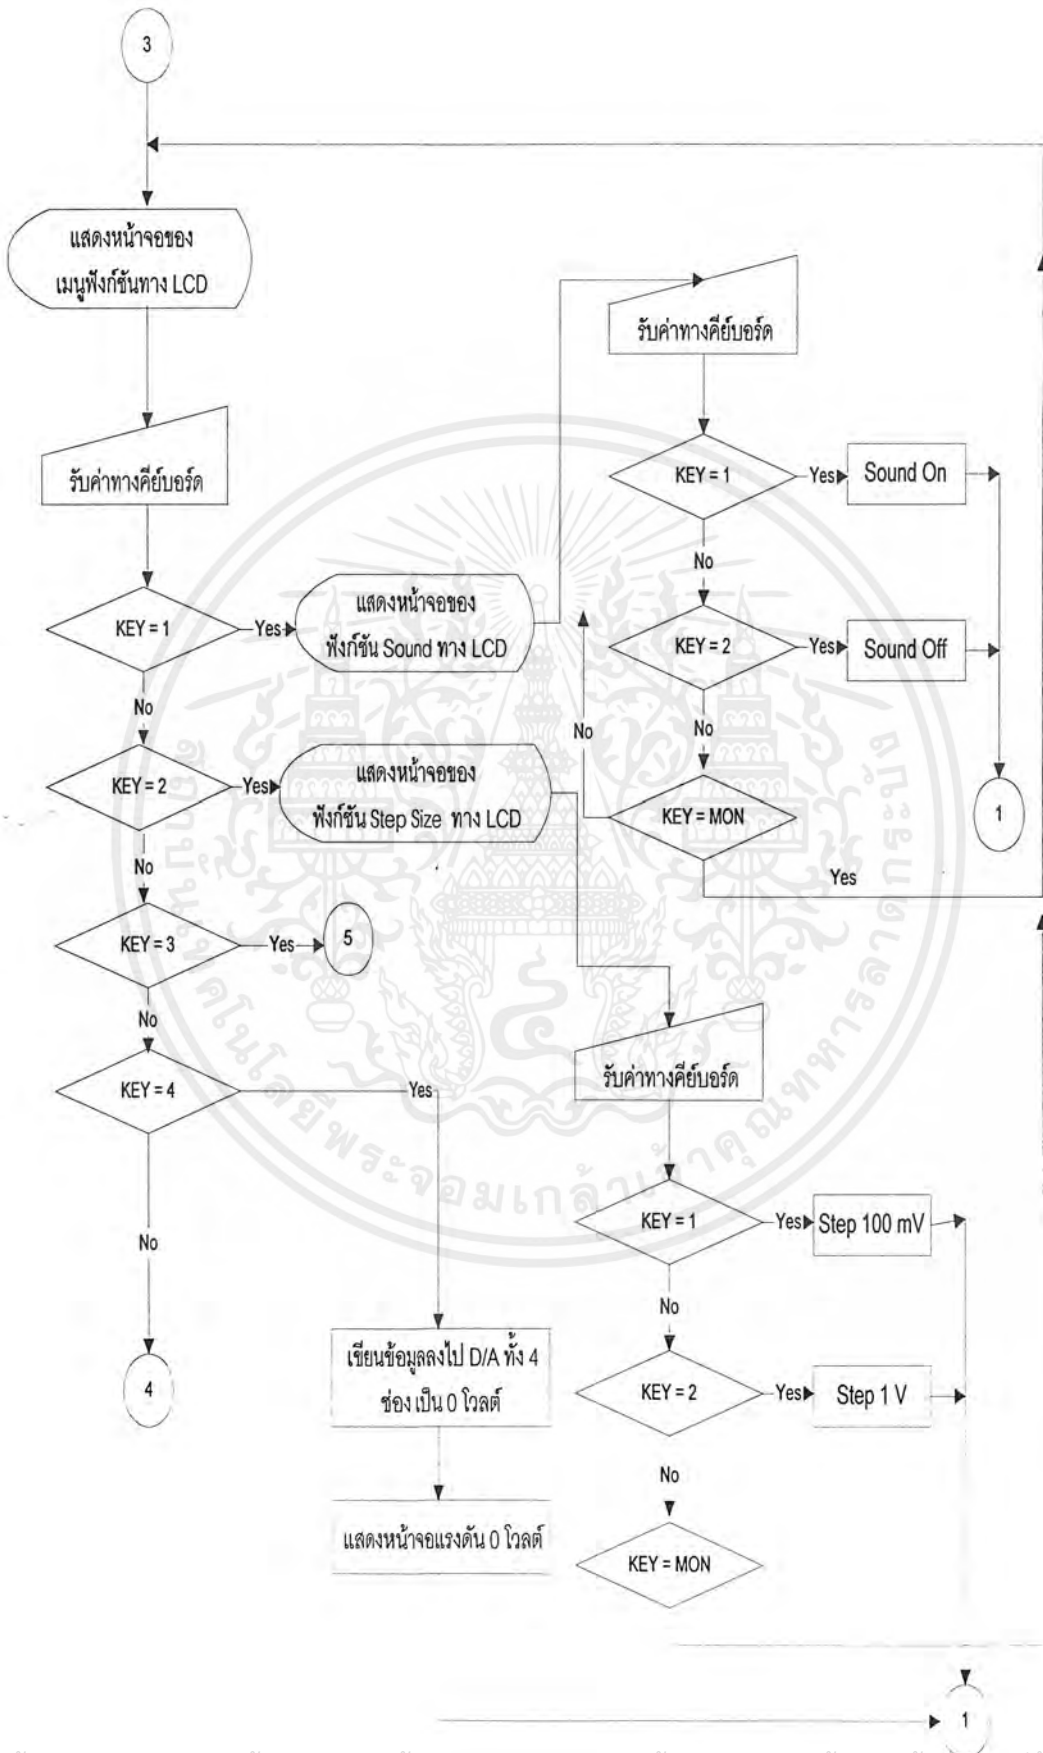 3
แสดงหน้าจอของ
เมนูฟังก์ชันทาง LCD
รับค่าทางคีย์บอร์ด
KEY = 1
Yes
แสดงหน้าจอของ
ฟังก์ชัน Sound ทาง LCD
No
KEY = 2
Yes
แสดงหน้าจอของ
ฟังก์ชัน Step Size ทาง LCD
No
KEY = 3
Yes
5
No
KEY = 4
Yes
No
4
เขียนข้อมูลลงไป D/A ทั้ง 4
ช่อง เป็น 0 โวลต์
แสดงหน้าจอแรงดัน 0 โวลต์
รับค่าทางคีย์บอร์ด
KEY = 1
Yes
Sound On
No
KEY = 2
Yes
Sound Off
No
No
KEY = MON
Yes
1
รับค่าทางคีย์บอร์ด
KEY = 1
Yes
Step 100 mV
No
KEY = 2
Yes
Step 1 V
No
KEY = MON
1